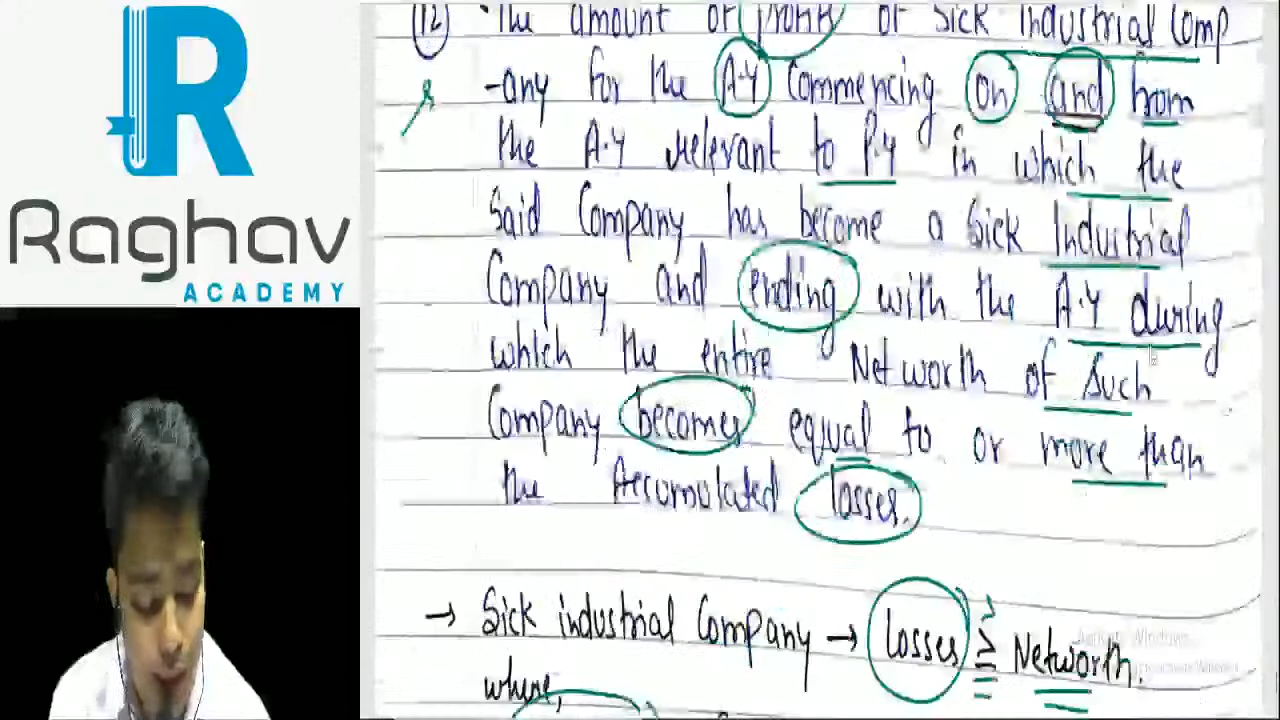 R
Raghav
ACADEMY
(12) • The amount of profits of Sick Industrial Comp
-any for the A.Y Commencing on and from
the A.Y relevant to P.Y in which the
Said Company has become a Sick Industrial
Company and ending with the A.Y during
which the entire Networth of Such
Company becomes equal to or more than
the Accumulated losses.
→ Sick industrial Company → Losses ≥ Networth.
where,